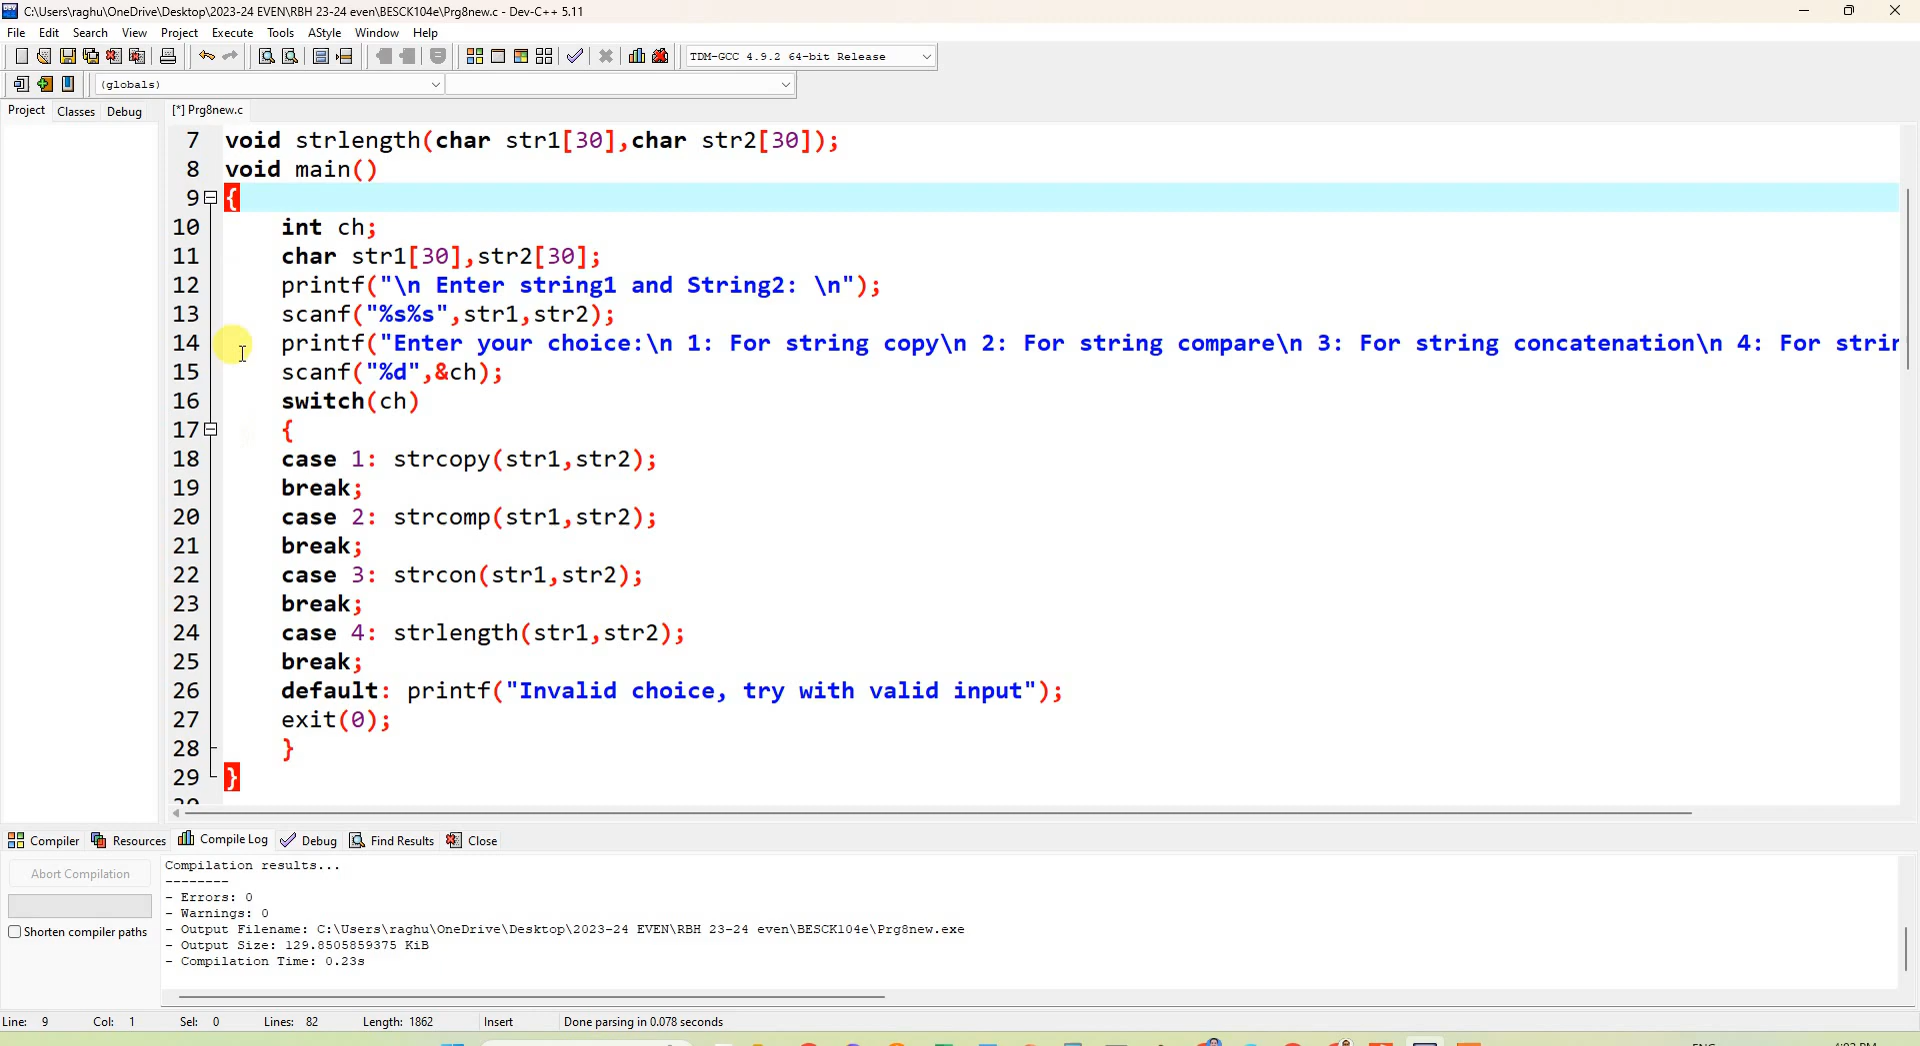 C:\Users\raghu\OneDrive\Desktop\2023-24 EVEN\RBH 23-24 even\BESCK104e\Prg8new.c - Dev-C++ 5.11
File Edit Search View Project Execute Tools AStyle Window Help
TDM-GCC 4.9.2 64-bit Release
(globals)
Project Classes Debug [*] Prg8new.c
7 void strlength(char str1[30],char str2[30]);
8 void main()
9 {
10 int ch;
11 char str1[30],str2[30];
12 printf("\n Enter string1 and String2: \n");
13 scanf("%s%s",str1,str2);
14 printf("Enter your choice:\n 1: For string copy\n 2: For string compare\n 3: For string concatenation\n 4: For strin
15 scanf("%d",&ch);
16 switch(ch)
17 {
18 case 1: strcopy(str1,str2);
19 break;
20 case 2: strcomp(str1,str2);
21 break;
22 case 3: strcon(str1,str2);
23 break;
24 case 4: strlength(str1,str2);
25 break;
26 default: printf("Invalid choice, try with valid input");
27 exit(0);
28 }
29 }
Compiler Resources Compile Log Debug Find Results Close
Abort Compilation
Shorten compiler paths
Compilation results...
--------
- Errors: 0
- Warnings: 0
- Output Filename: C:\Users\raghu\OneDrive\Desktop\2023-24 EVEN\RBH 23-24 even\BESCK104e\Prg8new.exe
- Output Size: 129.8505859375 KiB
- Compilation Time: 0.23s
Line: 9 Col: 1 Sel: 0 Lines: 82 Length: 1862 Insert Done parsing in 0.078 seconds